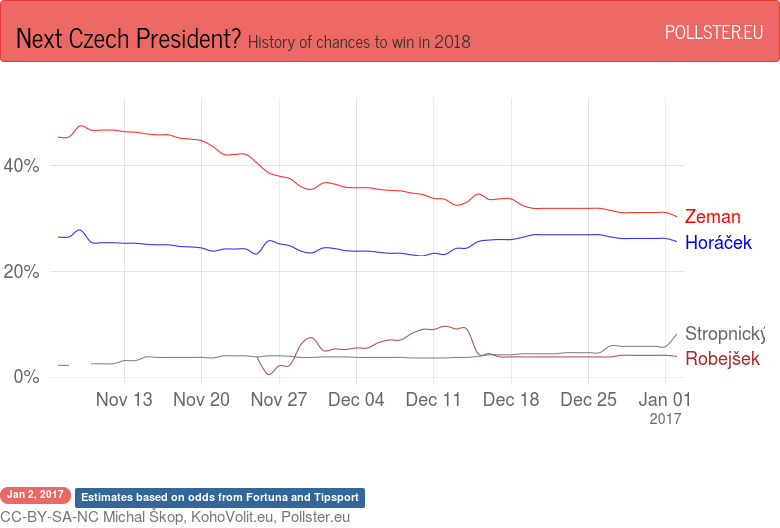 Next Czech President? History of chances to win in 2018
POLLSTER.EU
40%
20%
0%
Zeman
Horáček
Stropnický
Robejšek
Nov 13 Nov 20 Nov 27 Dec 04 Dec 11 Dec 18 Dec 25 Jan 01
2017
Jan 2, 2017 Estimates based on odds from Fortuna and Tipsport
CC-BY-SA-NC Michal Škop, KohoVolit.eu, Pollster.eu